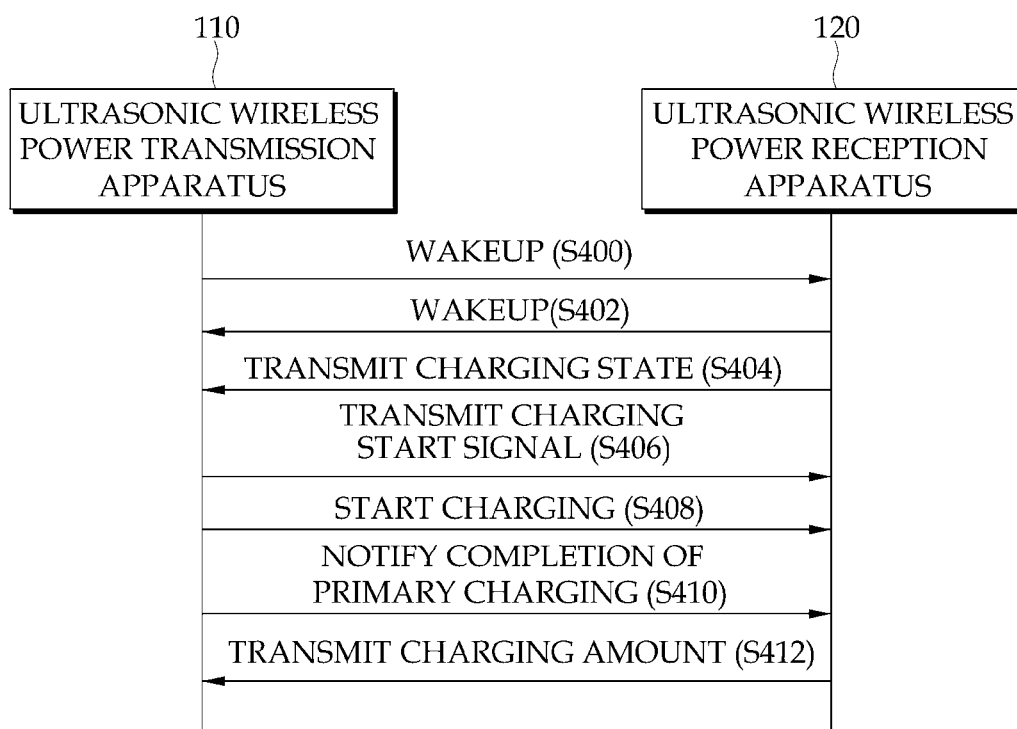 110
120
ULTRASONIC WIRELESS
POWER TRANSMISSION
APPARATUS
ULTRASONIC WIRELESS
POWER RECEPTION
APPARATUS
WAKEUP (S400)
WAKEUP(S402)
TRANSMIT CHARGING STATE (S404)
TRANSMIT CHARGING
START SIGNAL (S406)
START CHARGING (S408)
NOTIFY COMPLETION OF
PRIMARY CHARGING (S410)
TRANSMIT CHARGING AMOUNT (S412)